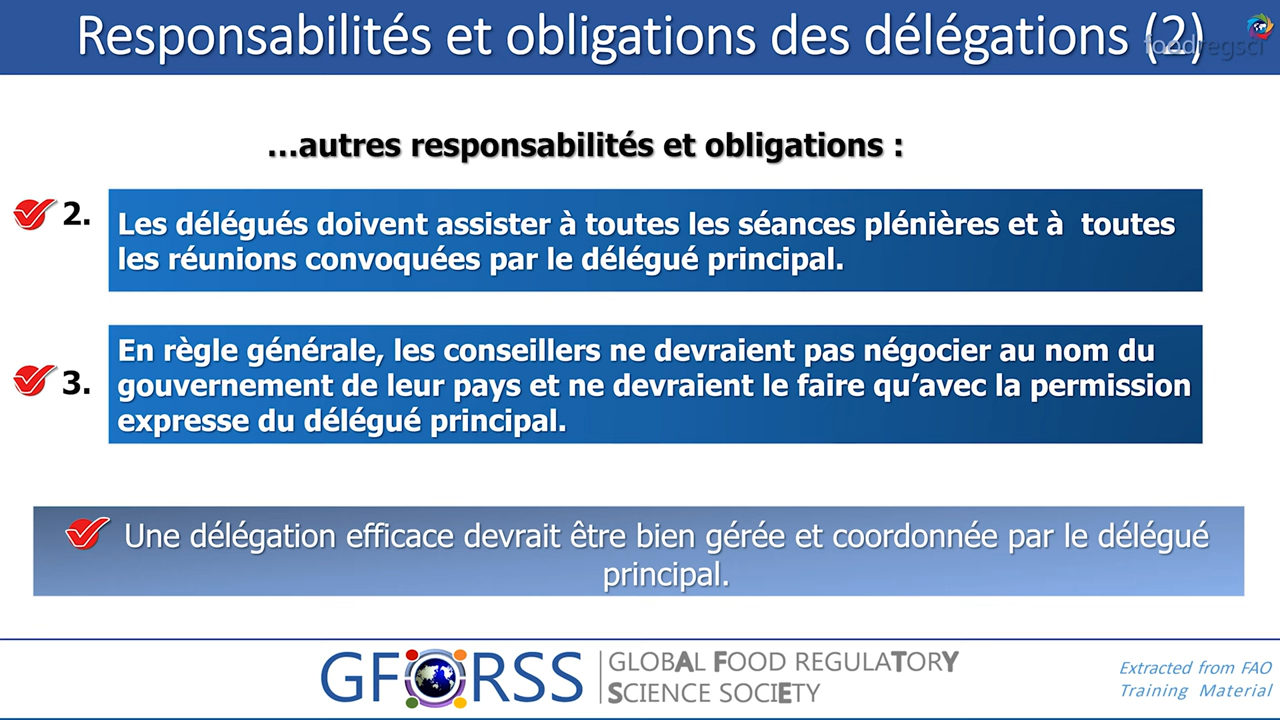 Responsabilités et obligations des délégations (2)
foodregsci
…autres responsabilités et obligations :
2.
Les délégués doivent assister à toutes les séances plénières et à toutes
les réunions convoquées par le délégué principal.
3.
En règle générale, les conseillers ne devraient pas négocier au nom du
gouvernement de leur pays et ne devraient le faire qu’avec la permission
expresse du délégué principal.
Une délégation efficace devrait être bien gérée et coordonnée par le délégué
principal.
GFORSS
GLOBAL FOOD REGULATORY
SCIENCE SOCIETY
Extracted from FAO
Training Material